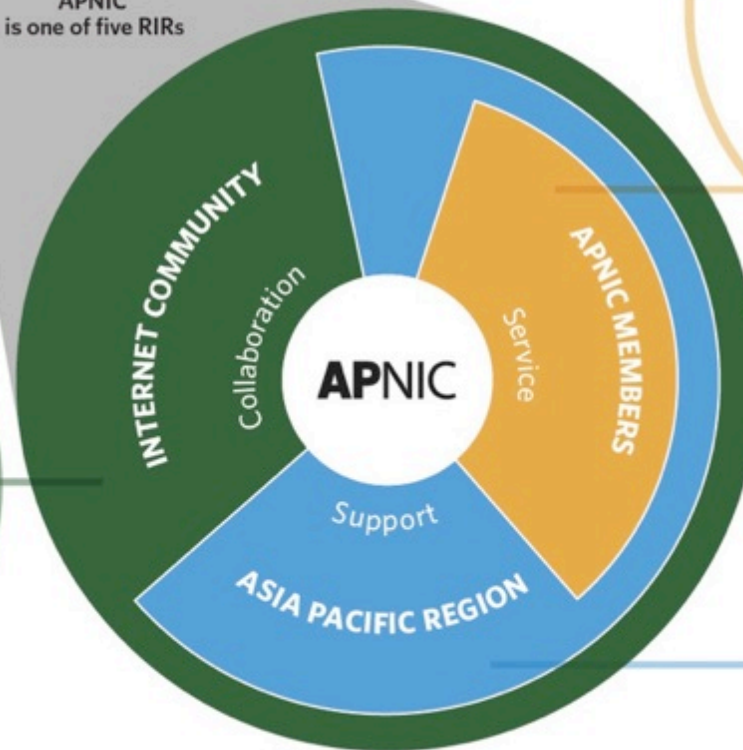 APNIC
is one of five RIRs
INTERNET COMMUNITY
Collaboration
APNIC
Service
APNIC MEMBERS
Support
ASIA PACIFIC REGION